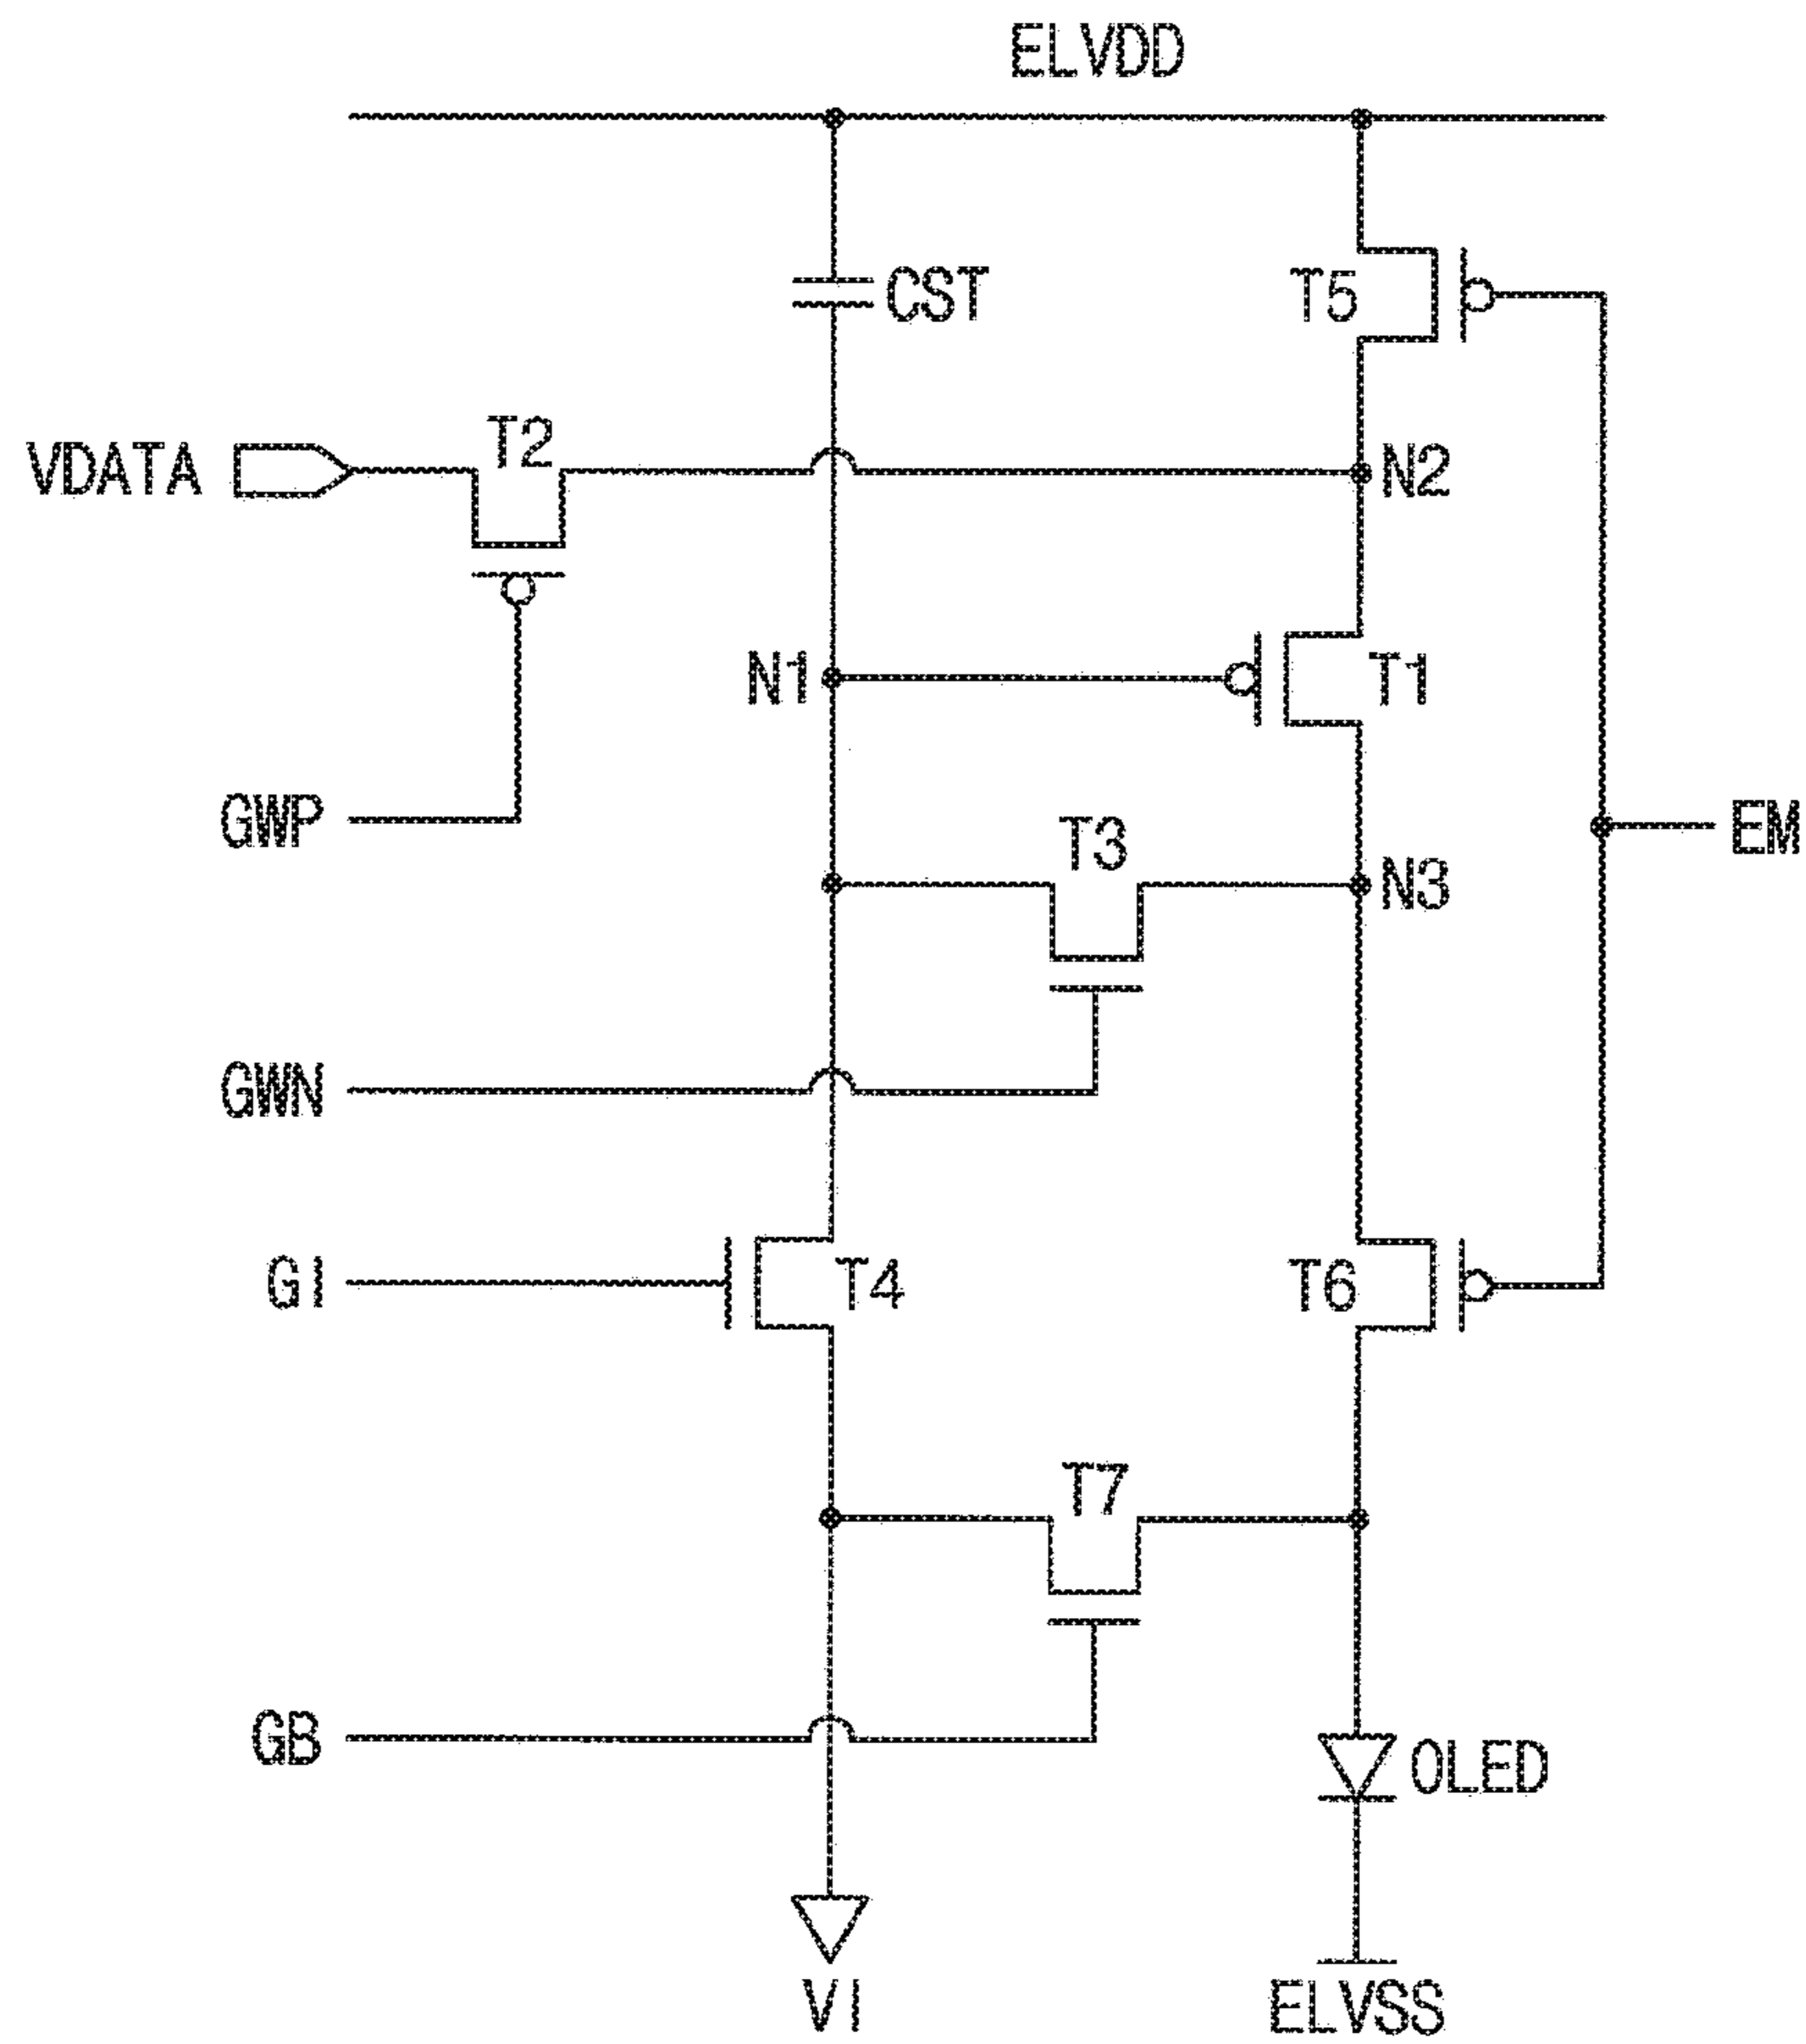 ELVDD
CST
T5
VDATA
T2
N2
N1
T1
GWP
T3
EM
N3
GWN
GI
T4
T6
T7
GB
OLED
VI
ELVSS